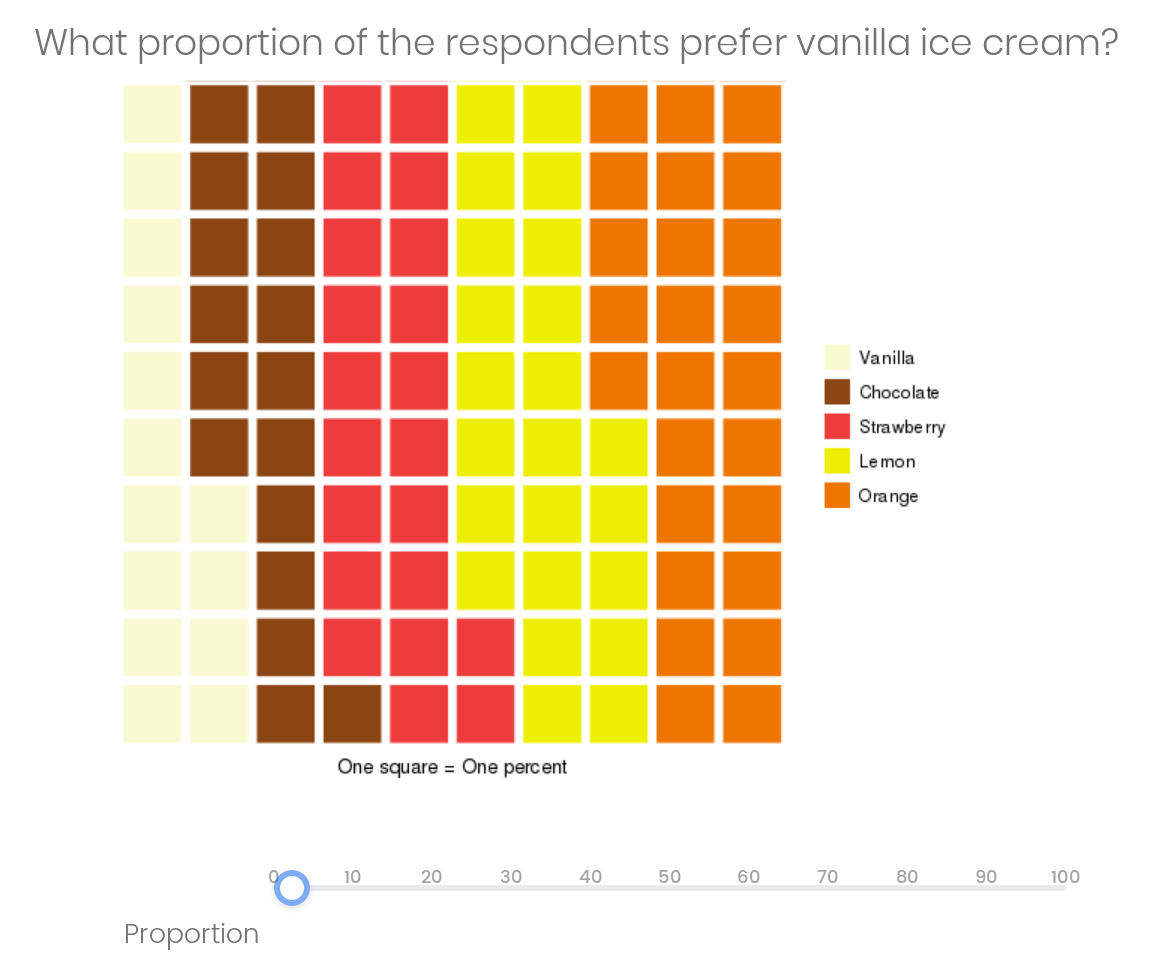 What proportion of the respondents prefer vanilla ice cream?
Vanilla
Chocolate
Strawberry
Lemon
Orange
One square = One percent
0 10 20 30 40 50 60 70 80 90 100
Proportion